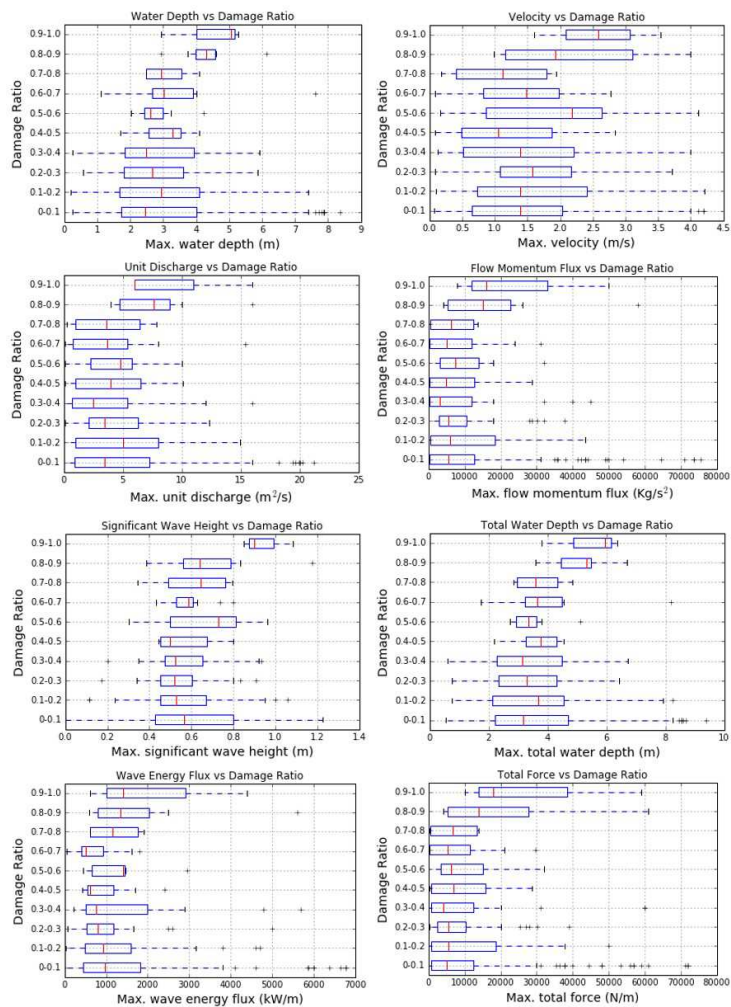 Water Depth vs Damage Ratio
Damage Ratio
0.9-1.0
0.8-0.9
0.7-0.8
0.6-0.7
0.5-0.6
0.4-0.5
0.3-0.4
0.2-0.3
0.1-0.2
0-0.1
0 1 2 3 4 5 6 7 8 9
Max. water depth (m)
Velocity vs Damage Ratio
Damage Ratio
0.9-1.0
0.8-0.9
0.7-0.8
0.6-0.7
0.5-0.6
0.4-0.5
0.3-0.4
0.2-0.3
0.1-0.2
0-0.1
0.0 0.5 1.0 1.5 2.0 2.5 3.0 3.5 4.0 4.5
Max. velocity (m/s)
Unit Discharge vs Damage Ratio
Damage Ratio
0.9-1.0
0.8-0.9
0.7-0.8
0.6-0.7
0.5-0.6
0.4-0.5
0.3-0.4
0.2-0.3
0.1-0.2
0-0.1
0 5 10 15 20 25
Max. unit discharge (m²/s)
Flow Momentum Flux vs Damage Ratio
Damage Ratio
0.9-1.0
0.8-0.9
0.7-0.8
0.6-0.7
0.5-0.6
0.4-0.5
0.3-0.4
0.2-0.3
0.1-0.2
0-0.1
0 10000 20000 30000 40000 50000 60000 70000 80000
Max. flow momentum flux (Kg/s²)
Significant Wave Height vs Damage Ratio
Damage Ratio
0.9-1.0
0.8-0.9
0.7-0.8
0.6-0.7
0.5-0.6
0.4-0.5
0.3-0.4
0.2-0.3
0.1-0.2
0-0.1
0.0 0.2 0.4 0.6 0.8 1.0 1.2 1.4
Max. significant wave height (m)
Total Water Depth vs Damage Ratio
Damage Ratio
0.9-1.0
0.8-0.9
0.7-0.8
0.6-0.7
0.5-0.6
0.4-0.5
0.3-0.4
0.2-0.3
0.1-0.2
0-0.1
0 2 4 6 8 10
Max. total water depth (m)
Wave Energy Flux vs Damage Ratio
Damage Ratio
0.9-1.0
0.8-0.9
0.7-0.8
0.6-0.7
0.5-0.6
0.4-0.5
0.3-0.4
0.2-0.3
0.1-0.2
0-0.1
0 1000 2000 3000 4000 5000 6000 7000
Max. wave energy flux (kW/m)
Total Force vs Damage Ratio
Damage Ratio
0.9-1.0
0.8-0.9
0.7-0.8
0.6-0.7
0.5-0.6
0.4-0.5
0.3-0.4
0.2-0.3
0.1-0.2
0-0.1
0 10000 20000 30000 40000 50000 60000 70000 80000
Max. total force (N/m)